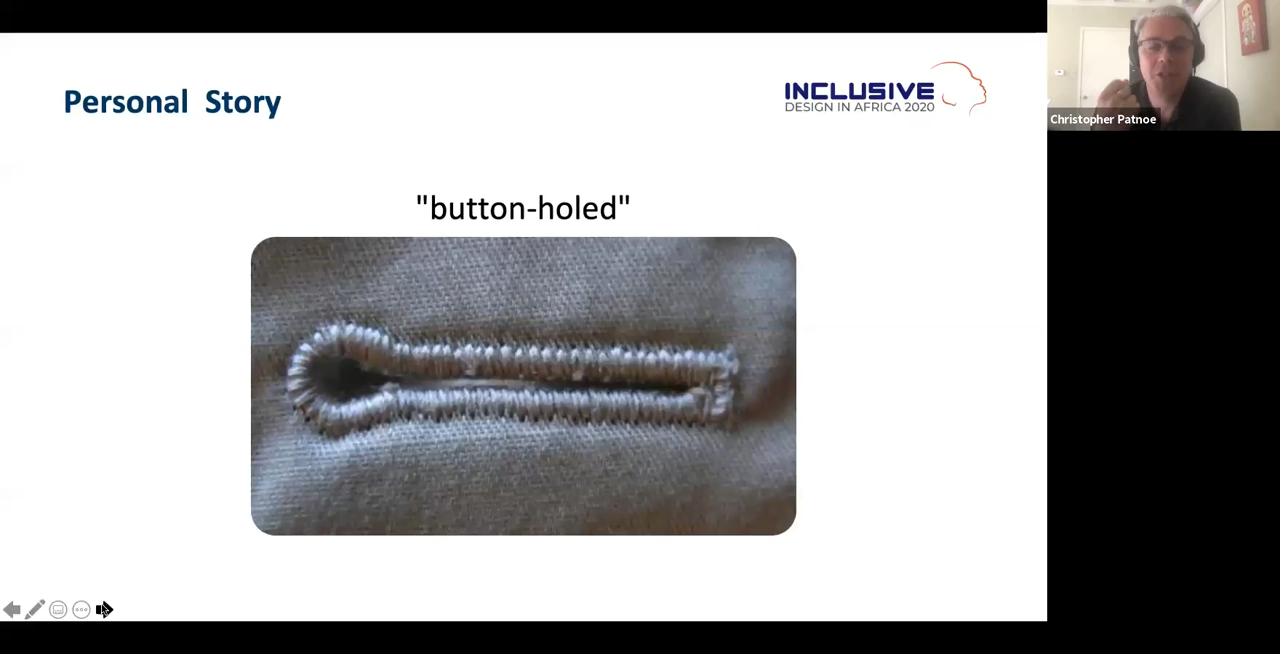 Personal Story
INCLUSIVE
DESIGN IN AFRICA 2020
Christopher Patnoe
"button-holed"